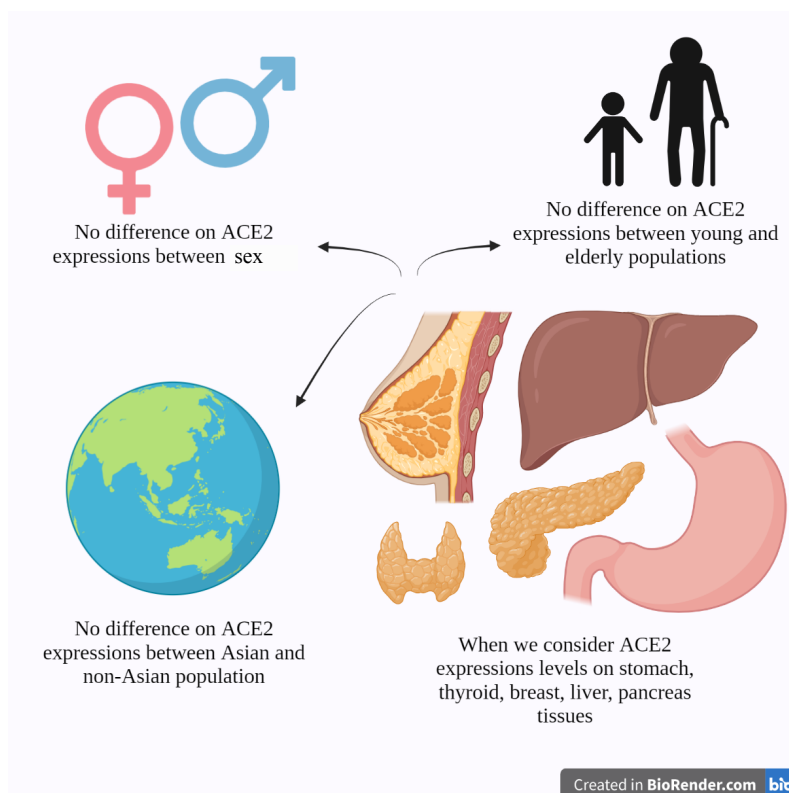 No difference on ACE2
expressions between sex
No difference on ACE2
expressions between young and
elderly populations
No difference on ACE2
expressions between Asian and
non-Asian population
When we consider ACE2
expressions levels on stomach,
thyroid, breast, liver, pancreas
tissues
Created in BioRender.com bio